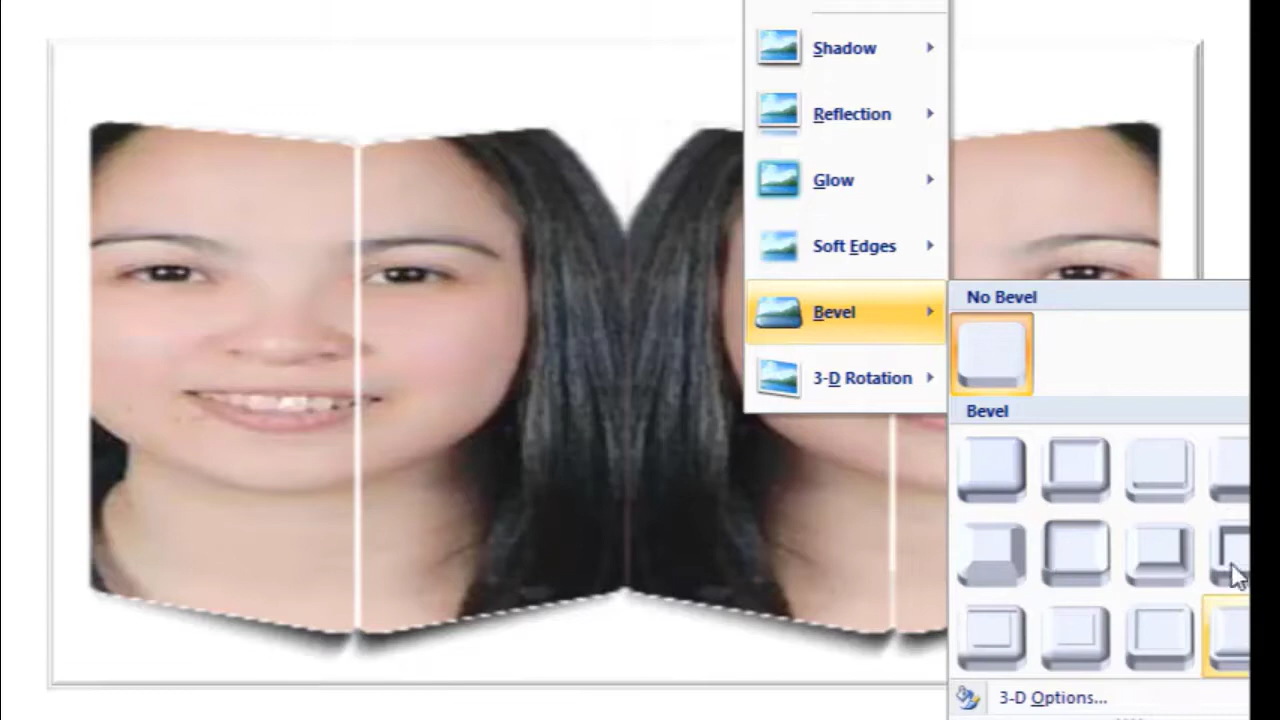 Shadow
Reflection
Glow
Soft Edges
Bevel
3-D Rotation
No Bevel
Bevel
3-D Options...